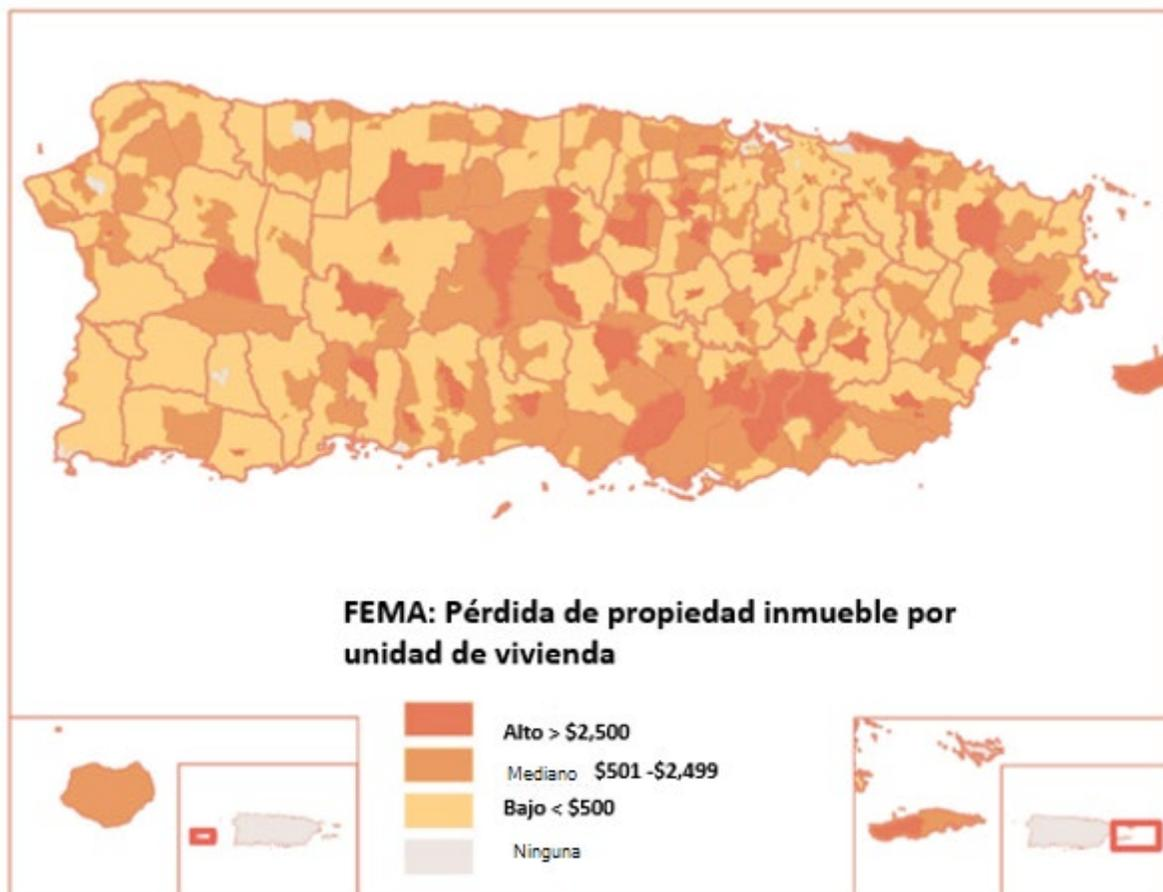 FEMA: Pérdida de propiedad inmueble por
unidad de vivienda
Alto > $2,500
Mediano $501 -$2,499
Bajo < $500
Ninguna